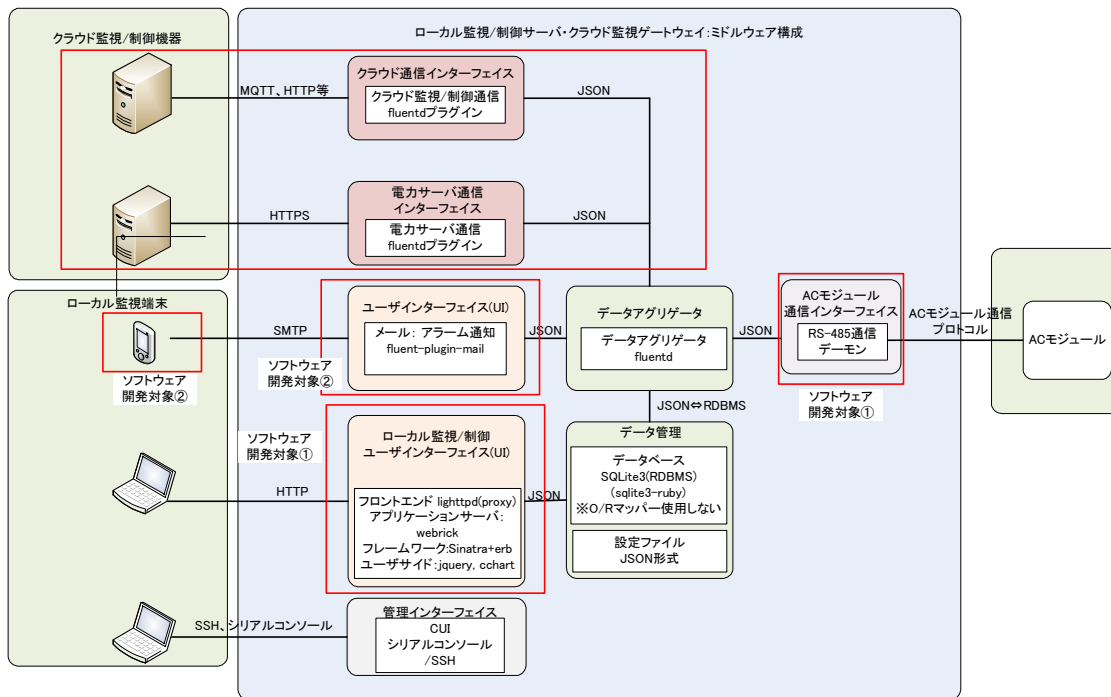 クラウド監視/制御機器
ローカル監視/制御サーバ・クラウド監視ゲートウェイ:ミドルウェア構成
クラウド通信インターフェイス
MQTT、HTTP等
クラウド監視/制御通信
fluentdプラグイン
JSON
電力サーバ通信
インターフェイス
HTTPS
電力サーバ通信
fluentdプラグイン
JSON
ローカル監視端末
ユーザインターフェイス(UI)
SMTP
メール: アラーム通知
fluent-plugin-mail
JSON
データアグリゲータ
データアグリゲータ
fluentd
JSON
ACモジュール
通信インターフェイス
RS-485通信
デーモン
ACモジュール通信
プロトコル
ACモジュール
ソフトウェア
開発対象②
ソフトウェア
開発対象②
ソフトウェア
開発対象①
JSON⇔RDBMS
ソフトウェア
開発対象①
ローカル監視/制御
ユーザインターフェイス(UI)
HTTP
フロントエンド lighttpd(proxy)
アプリケーションサーバ:
webrick
フレームワーク:Sinatra+erb
ユーザサイド:jquery, cchart
JSON
データ管理
データベース
SQLite3(RDBMS)
(sqlite3-ruby)
※O/Rマッパー使用しない
設定ファイル
JSON形式
SSH、シリアルコンソール
管理インターフェイス
CUI
シリアルコンソール
/SSH